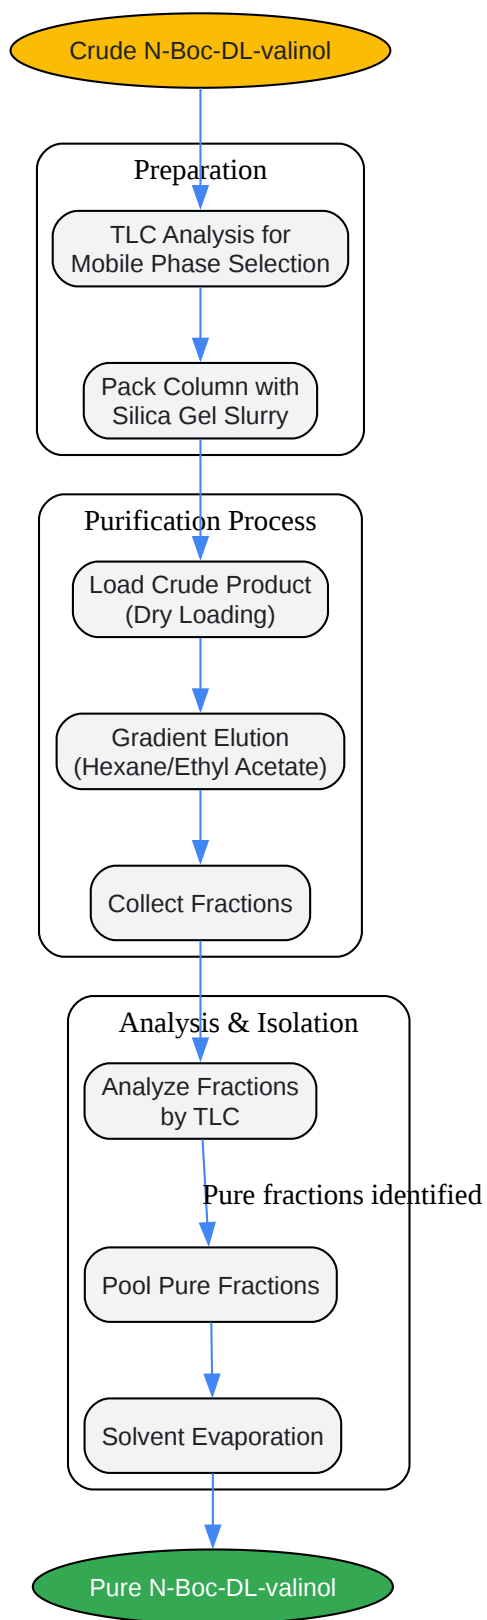 Crude N-Boc-DL-valinol
Preparation
TLC Analysis for
Mobile Phase Selection
Pack Column with
Silica Gel Slurry
Purification Process
Load Crude Product
(Dry Loading)
Gradient Elution
(Hexane/Ethyl Acetate)
Collect Fractions
Analysis & Isolation
Analyze Fractions
by TLC
Pure fractions identified
Pool Pure Fractions
Solvent Evaporation
Pure N-Boc-DL-valinol